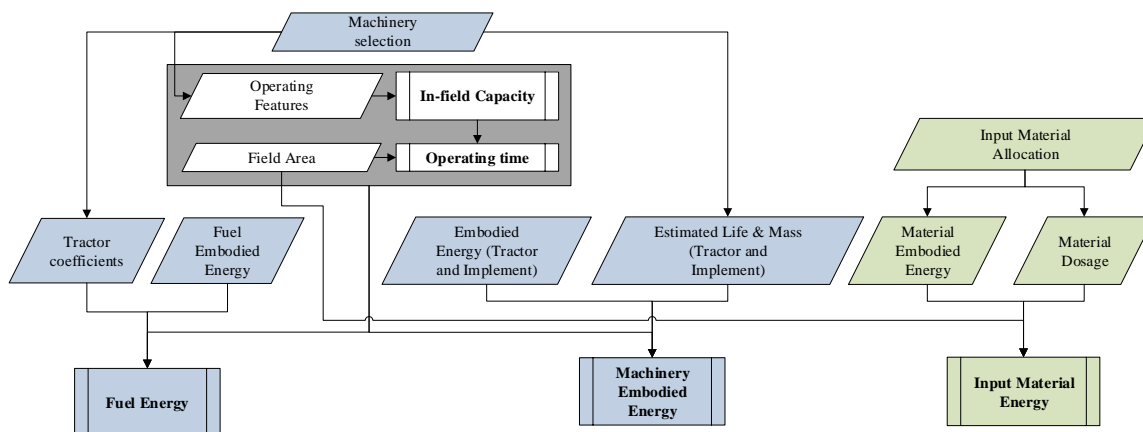 Machinery
selection
Operating
Features
In-field Capacity
Field Area
Operating time
Input Material
Allocation
Tractor
coefficients
Fuel
Embodied
Energy
Embodied
Energy (Tractor
and Implement)
Estimated Life & Mass
(Tractor and
Implement)
Material
Embodied
Energy
Material
Dosage
Fuel Energy
Machinery
Embodied
Energy
Input Material
Energy